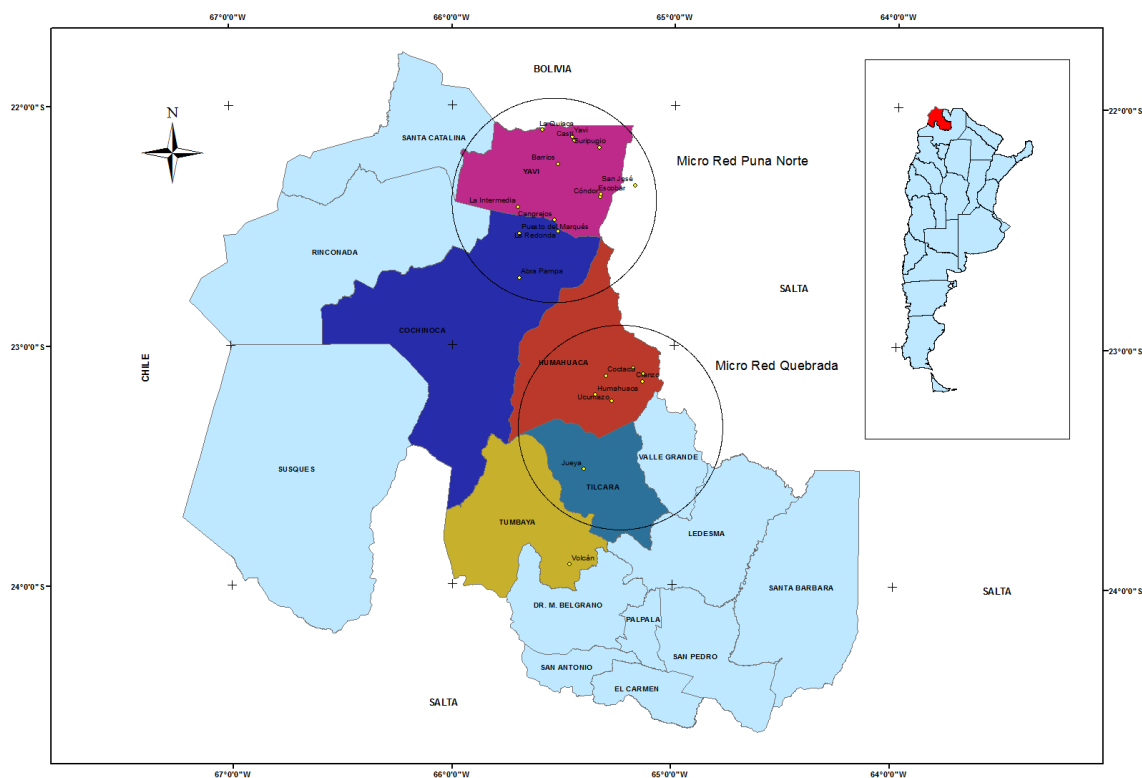 67°0'0"W
66°0'0"W
65°0'0"W
64°0'0"W
BOLIVIA
N
22°0'0"S
22°0'0"S
SANTA CATALINA
La Quiaca
Yavi
Casti
Suripugio
Micro Red Puna Norte
Barrios
YAVI
San José
Escobar
Cóndor
La Intermedia
Cangrejos
Puesto del Marqués
La Redonda
RINCONADA
Abra Pampa
SALTA
COCHINOCA
23°0'0"S
23°0'0"S
CHILE
HUMAHUACA
Micro Red Quebrada
Coctaca
Cianzo
Humahuaca
Ucumazo
SUSQUES
Jueya
VALLE GRANDE
TILCARA
TUMBAYA
LEDESMA
Volcán
24°0'0"S
24°0'0"S
SANTA BARBARA
SALTA
DR. M. BELGRANO
PALPALA
SAN PEDRO
SAN ANTONIO
EL CARMEN
SALTA
67°0'0"W
66°0'0"W
65°0'0"W
64°0'0"W